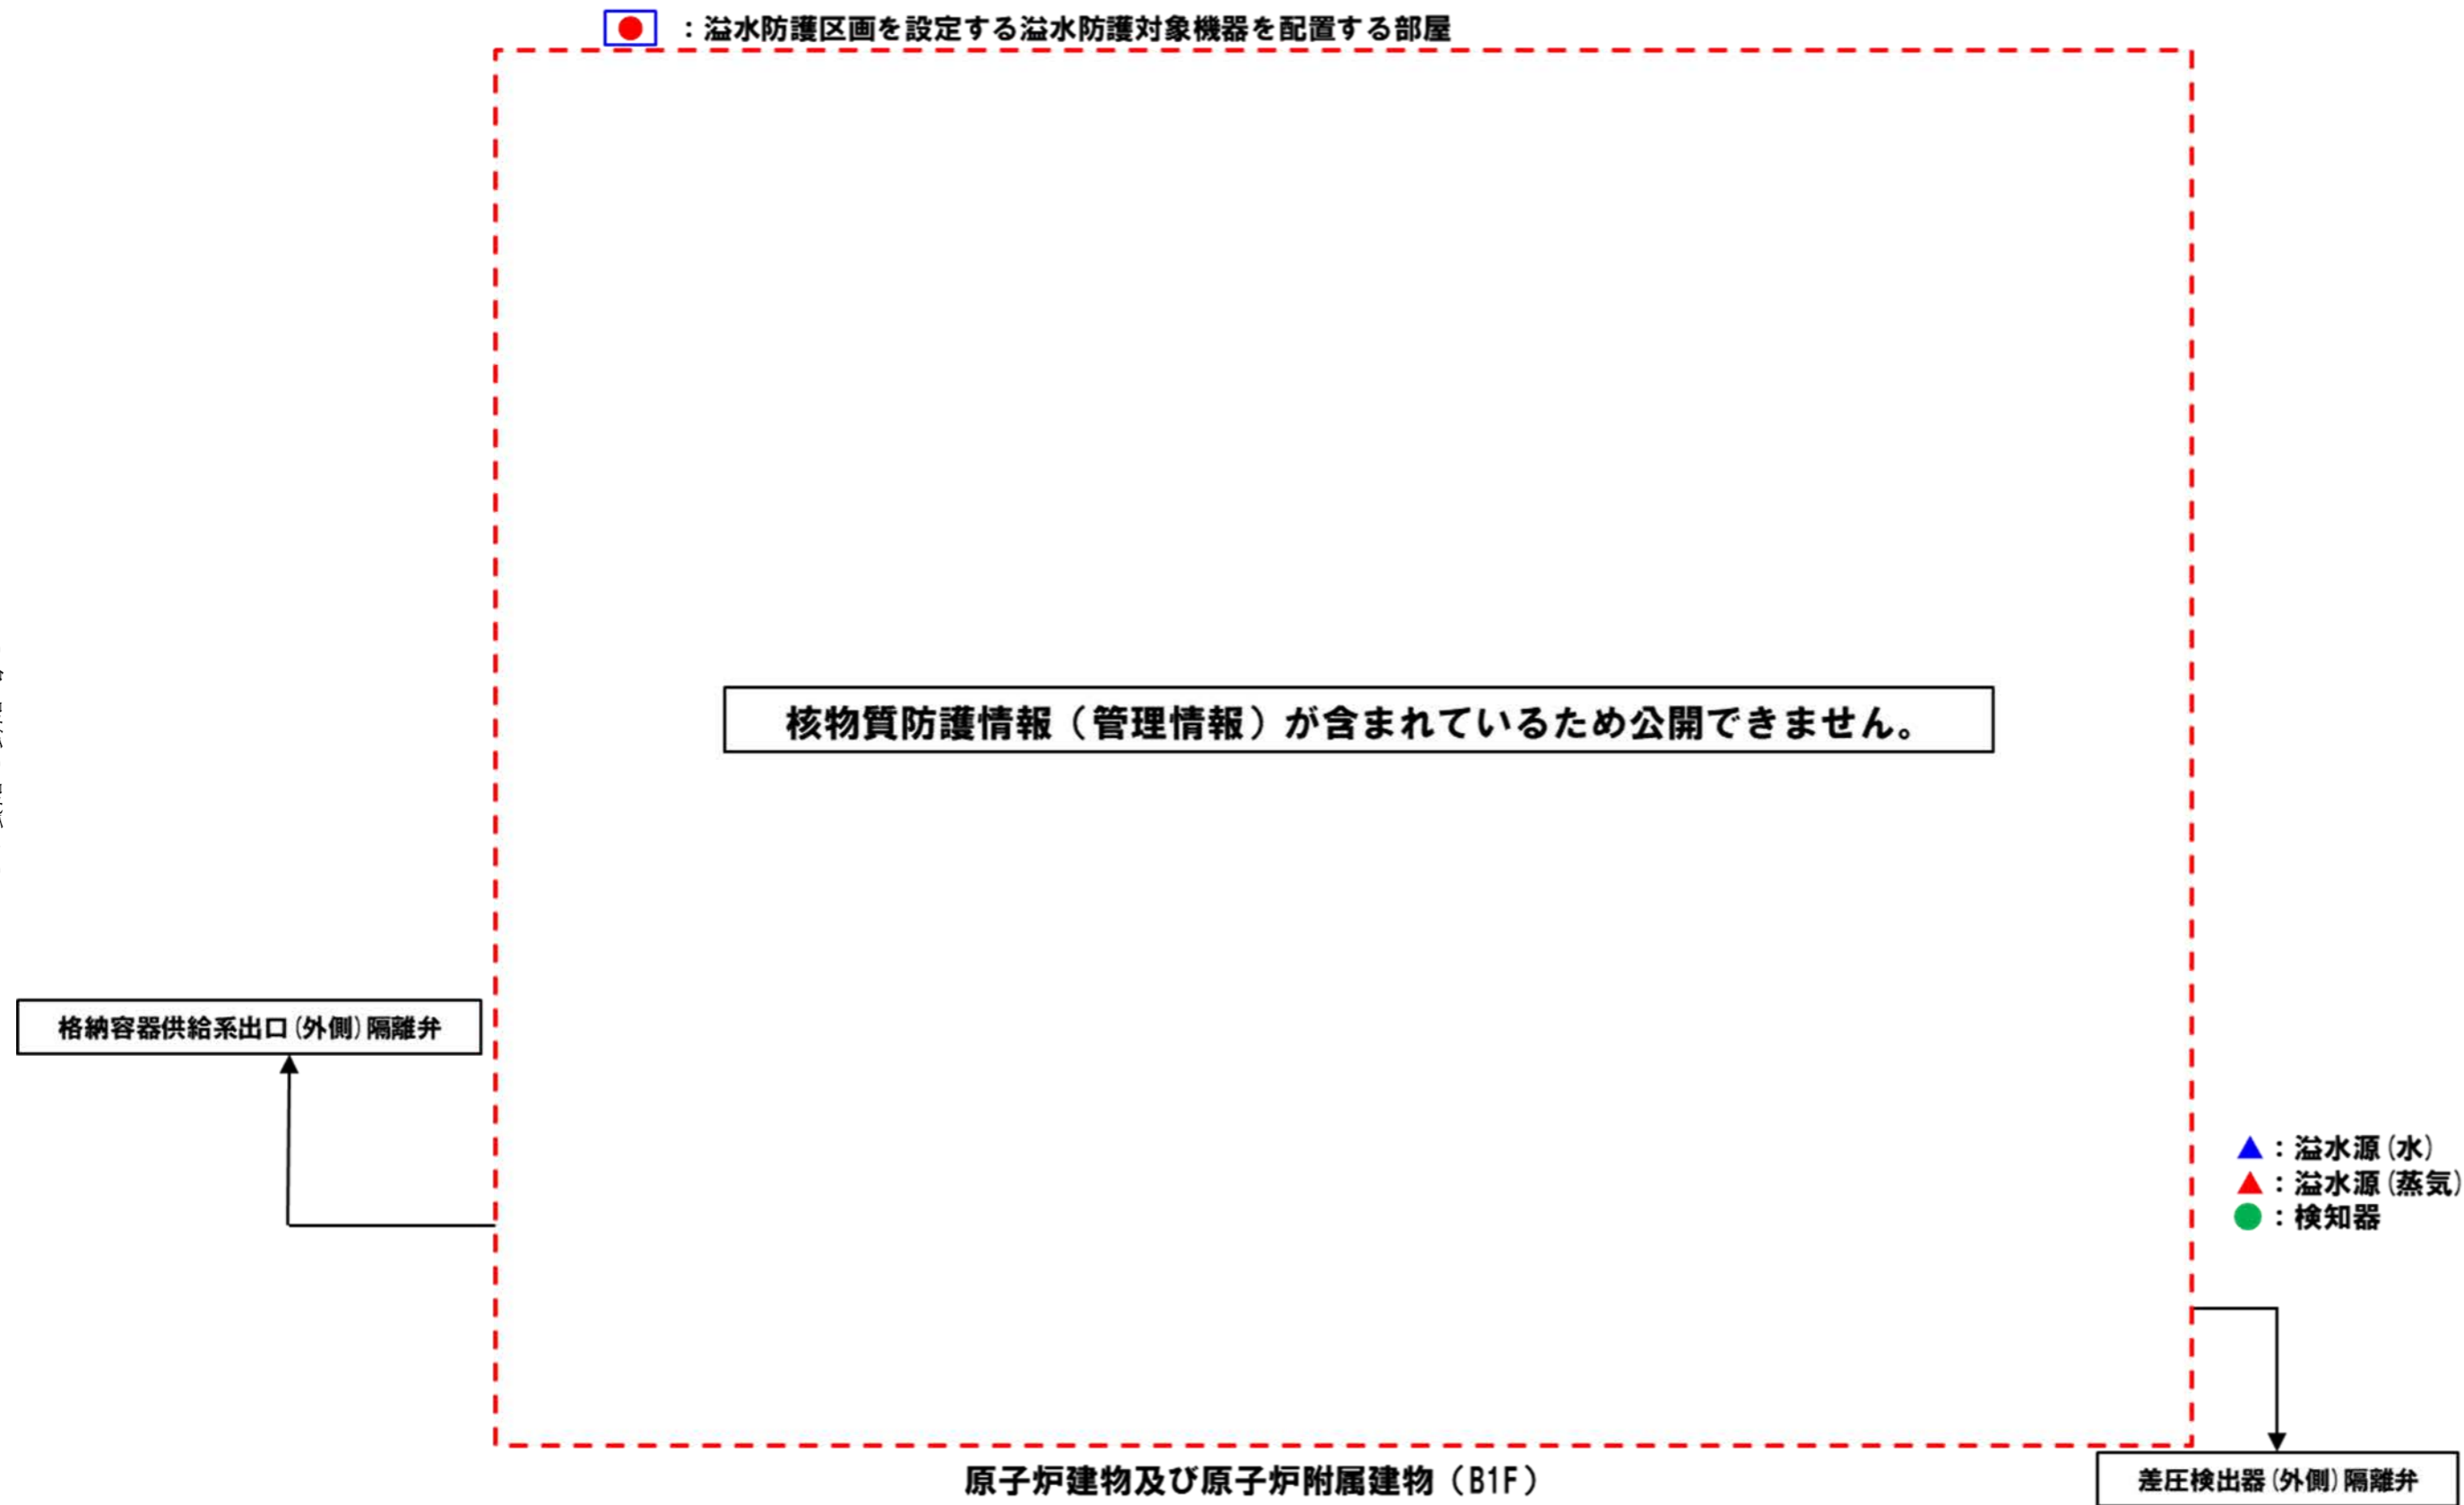 ：溢水防護区画を設定する溢水防護対象機器を配置する部屋
核物質防護情報（管理情報）が含まれているため公開できません。
格納容器供給系出口(外側)隔離弁
：溢水源(水)
：溢水源(蒸気)
：検知器
原子炉建物及び原子炉附属建物（B1F）
差圧検出器(外側)隔離弁